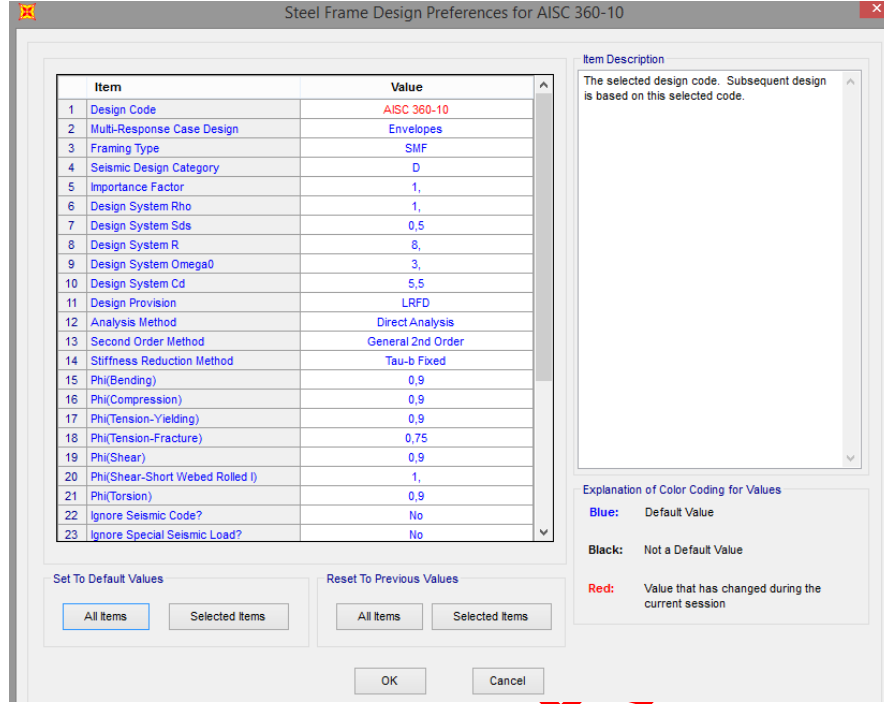 Steel Frame Design Preferences for AISC 360-10
Item Value
1 Design Code AISC 360-10
2 Multi-Response Case Design Envelopes
3 Framing Type SMF
4 Seismic Design Category D
5 Importance Factor 1,
6 Design System Rho 1,
7 Design System Sds 0,5
8 Design System R 8,
9 Design System Omega0 3,
10 Design System Cd 5,5
11 Design Provision LRFD
12 Analysis Method Direct Analysis
13 Second Order Method General 2nd Order
14 Stiffness Reduction Method Tau-b Fixed
15 Phi(Bending) 0,9
16 Phi(Compression) 0,9
17 Phi(Tension-Yielding) 0,9
18 Phi(Tension-Fracture) 0,75
19 Phi(Shear) 0,9
20 Phi(Shear-Short Webed Rolled I) 1,
21 Phi(Torsion) 0,9
22 Ignore Seismic Code? No
23 Ignore Special Seismic Load? No
Item Description
The selected design code. Subsequent design
is based on this selected code.
Explanation of Color Coding for Values
Blue: Default Value
Black: Not a Default Value
Red: Value that has changed during the
current session
Set To Default Values
All Items Selected Items
Reset To Previous Values
All Items Selected Items
OK Cancel